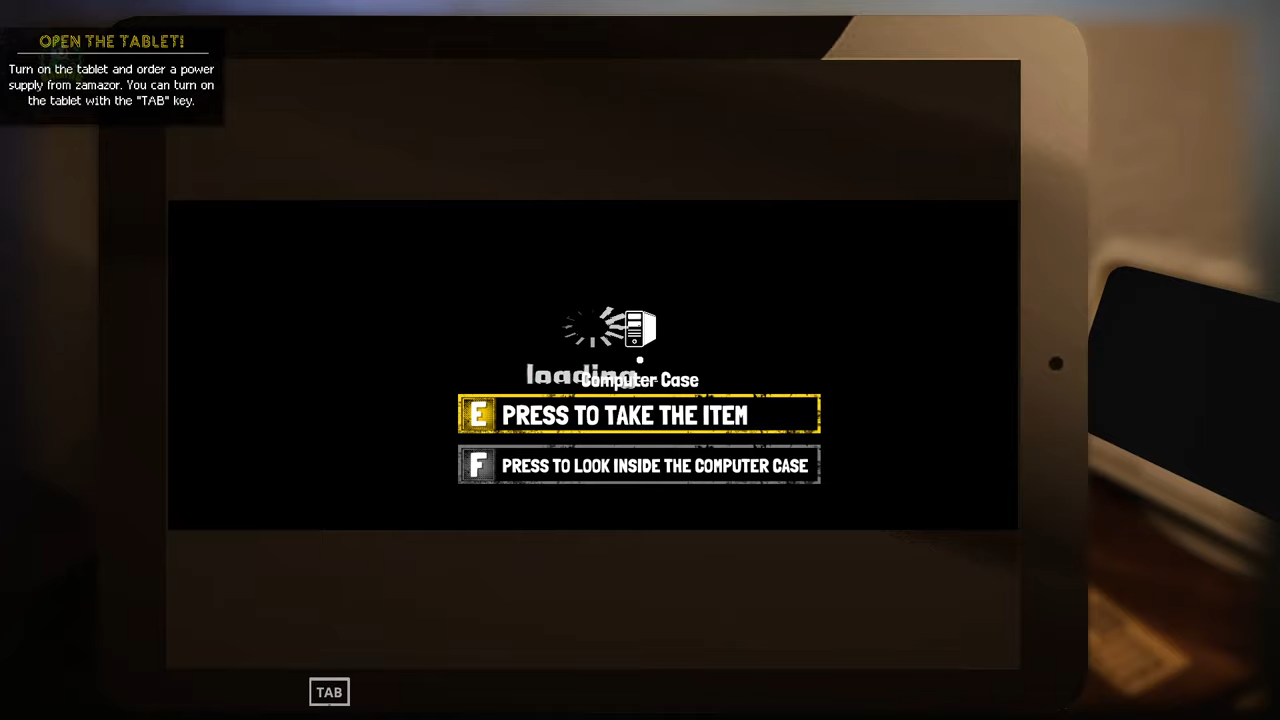 OPEN THE TABLET!
Turn on the tablet and order a power
supply from zamazor. You can turn on
the tablet with the "TAB" key.
loading...
Computer Case
E PRESS TO TAKE THE ITEM
F PRESS TO LOOK INSIDE THE COMPUTER CASE
TAB